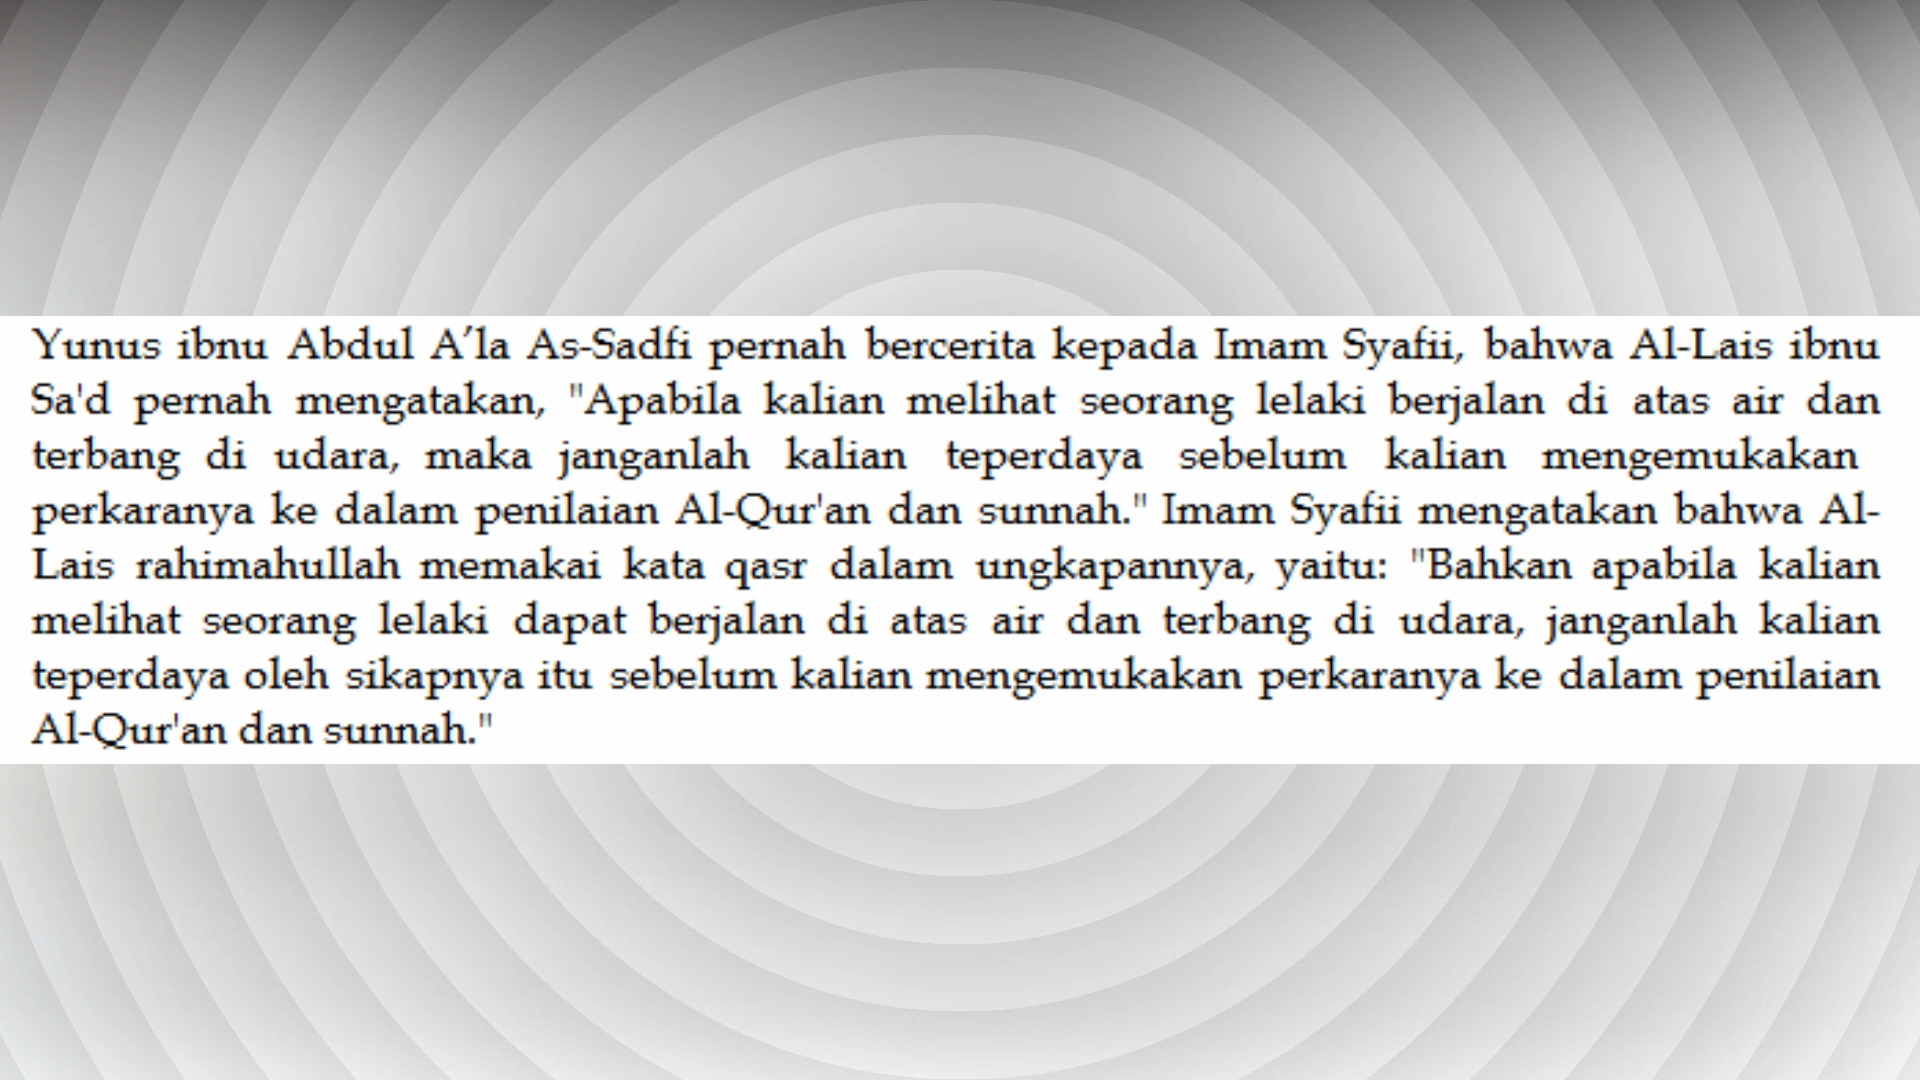 Yunus ibnu Abdul A’la As-Sadfi pernah bercerita kepada Imam Syafii, bahwa Al-Lais ibnu
Sa'd pernah mengatakan, "Apabila kalian melihat seorang lelaki berjalan di atas air dan
terbang di udara, maka janganlah kalian teperdaya sebelum kalian mengemukakan
perkaranya ke dalam penilaian Al-Qur'an dan sunnah." Imam Syafii mengatakan bahwa Al-
Lais rahimahullah memakai kata qasr dalam ungkapannya, yaitu: "Bahkan apabila kalian
melihat seorang lelaki dapat berjalan di atas air dan terbang di udara, janganlah kalian
teperdaya oleh sikapnya itu sebelum kalian mengemukakan perkaranya ke dalam penilaian
Al-Qur'an dan sunnah."